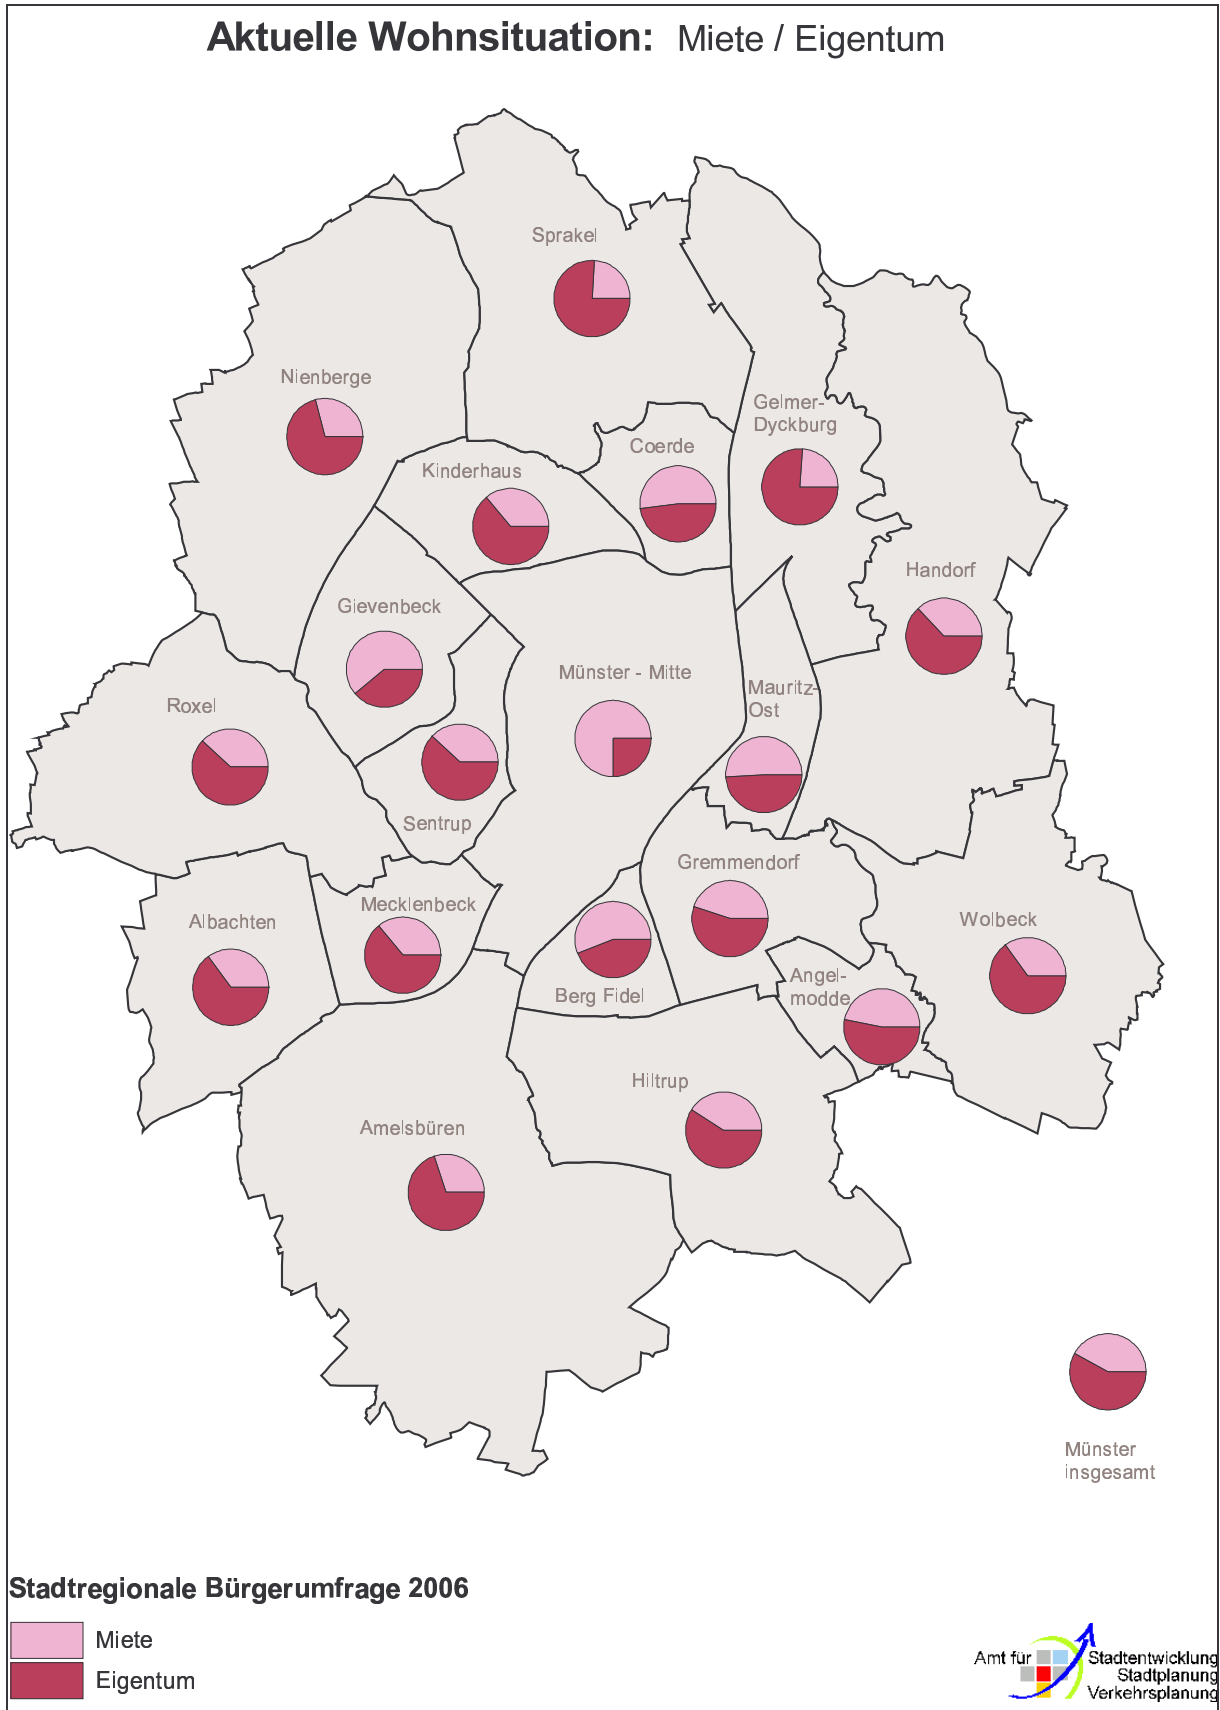 Aktuelle Wohnsituation: Miete / Eigentum
Sprakel
Nienberge
Gelmer-
Dyckburg
Coerde
Kinderhaus
Handorf
Gievenbeck
Münster - Mitte
Mauritz-
Ost
Roxel
Sentrup
Gremmendorf
Mecklenbeck
Albachten
Wolbeck
Angel-
modde
Berg Fidel
Hiltrup
Amelsbüren
Münster
insgesamt
Stadtregionale Bürgerumfrage 2006
Miete
Eigentum
Amt für Stadtentwicklung
Stadtplanung
Verkehrsplanung